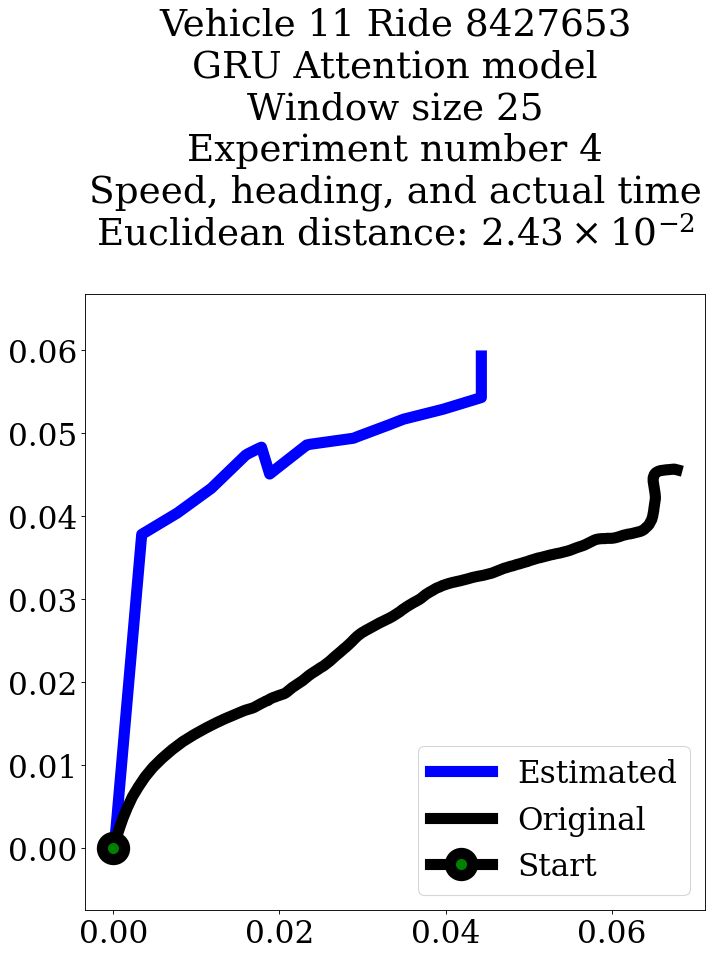 Vehicle 11 Ride 8427653
GRU Attention model
Window size 25
Experiment number 4
Speed, heading, and actual time
Euclidean distance: 2.43 × 10⁻²
0.06
0.05
0.04
0.03
0.02
0.01
0.00
Estimated
Original
Start
0.00 0.02 0.04 0.06